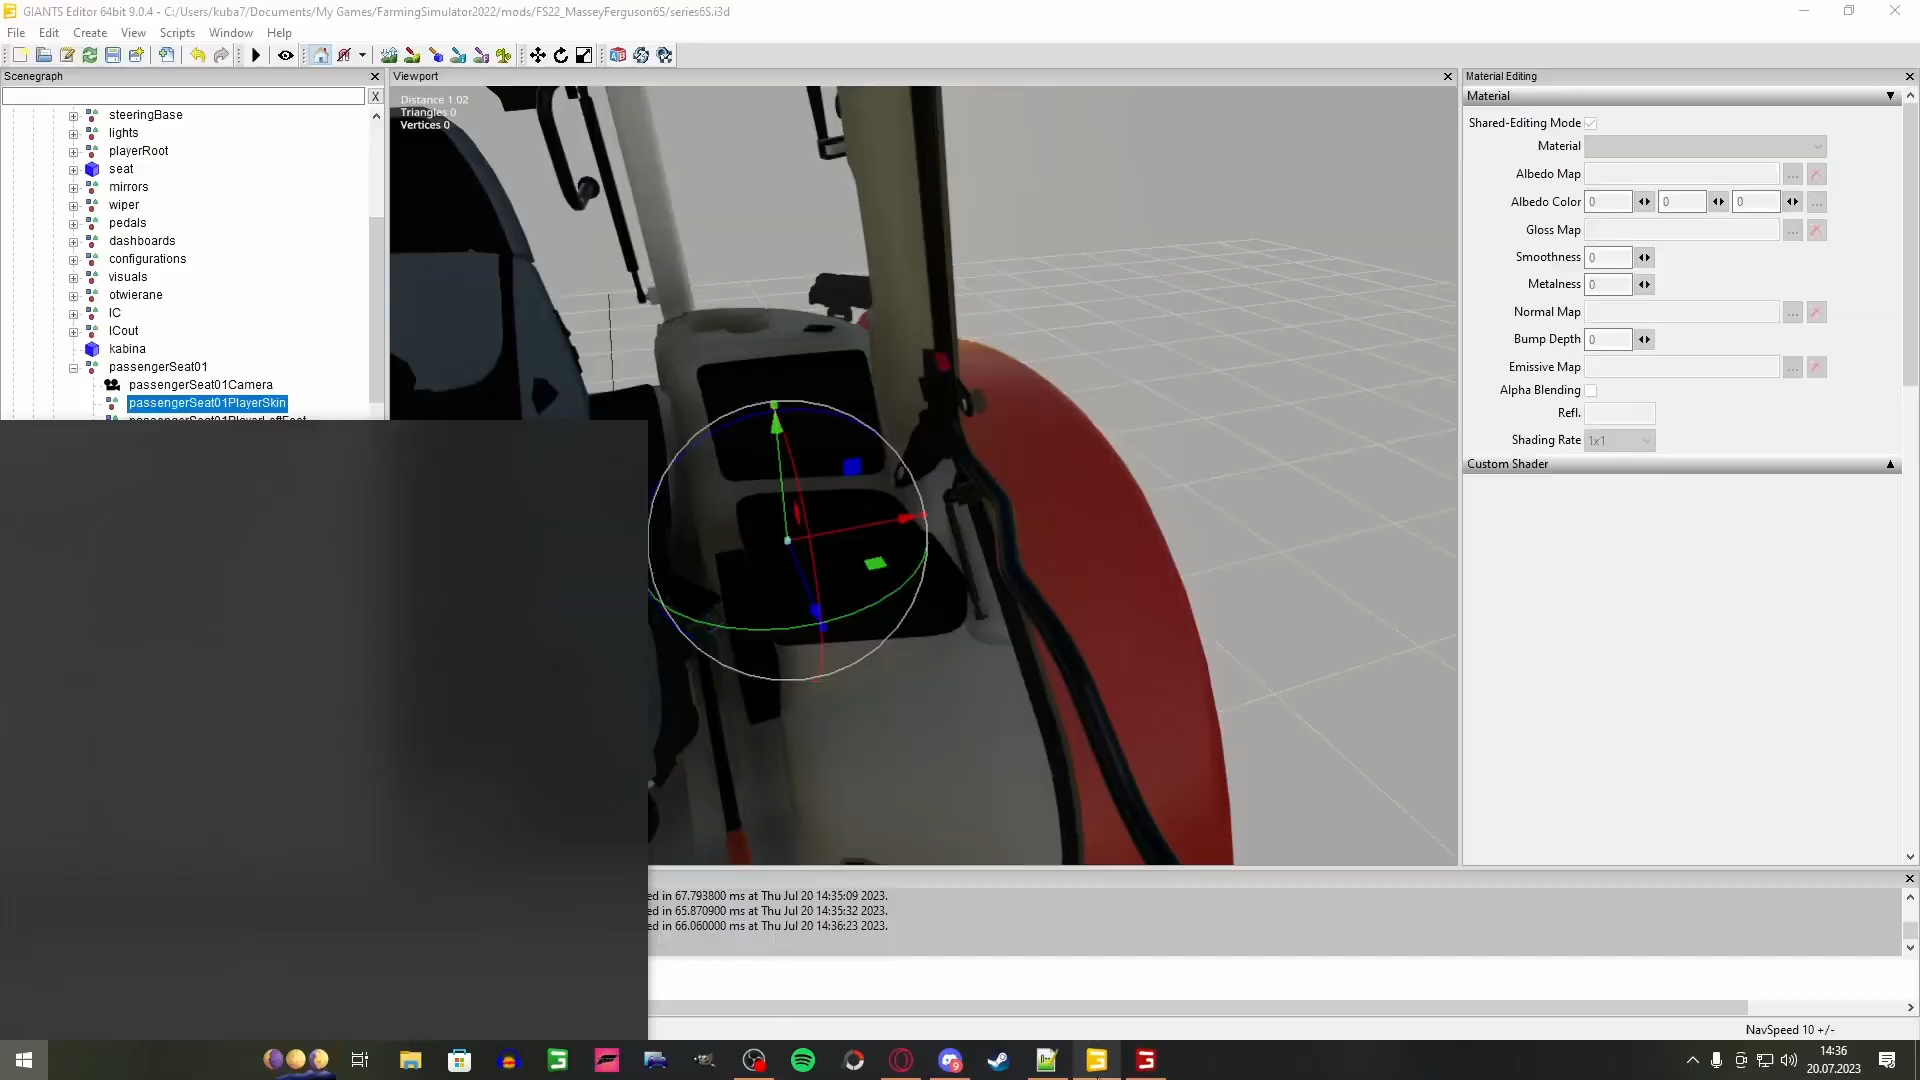 GIANTS Editor 64bit 9.0.4 - C:/Users/kuba7/Documents/My Games/FarmingSimulator2022/mods/FS22_MasseyFerguson6S/series6S.i3d
File Edit Create View Scripts Window Help
Scenegraph
X
steeringBase
lights
playerRoot
seat
mirrors
wiper
pedals
dashboards
configurations
visuals
otwierane
IC
ICout
kabina
passengerSeat01
passengerSeat01Camera
passengerSeat01PlayerSkin
Viewport
Distance 1.02
Triangles 0
Vertices 0
Material Editing
Material
Shared-Editing Mode
Material
Albedo Map ...
Albedo Color 0 0 0 ...
Gloss Map ...
Smoothness 0
Metalness 0
Normal Map ...
Bump Depth 0
Emissive Map ...
Alpha Blending
Refl.
Shading Rate 1x1
Custom Shader
ed in 67.793800 ms at Thu Jul 20 14:35:09 2023.
ed in 65.870900 ms at Thu Jul 20 14:35:32 2023.
ed in 66.060000 ms at Thu Jul 20 14:36:23 2023.
NavSpeed 10 +/-
14:36
20.07.2023